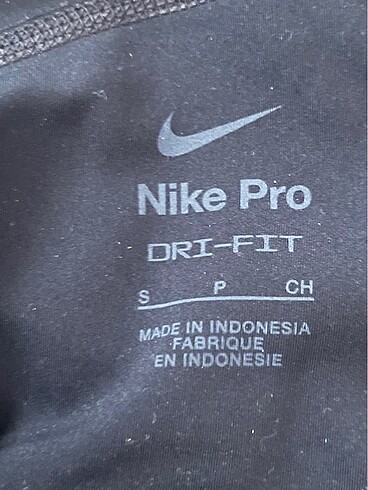 Nike Pro
DRI-FIT
S P CH
MADE IN INDONESIA
FABRIQUE
EN INDONESIE